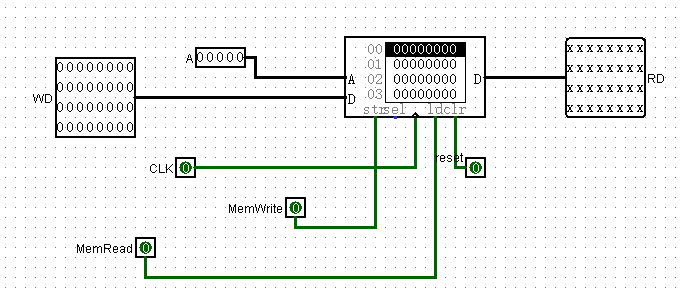 A 00000
00 00000000
01 00000000
02 00000000
03 00000000
A
D
D
str sel ld clr
WD
00000000
00000000
00000000
00000000
xxxxxxxx
xxxxxxxx
xxxxxxxx
xxxxxxxx
RD
CLK 0
reset 0
MemWrite 0
MemRead 0